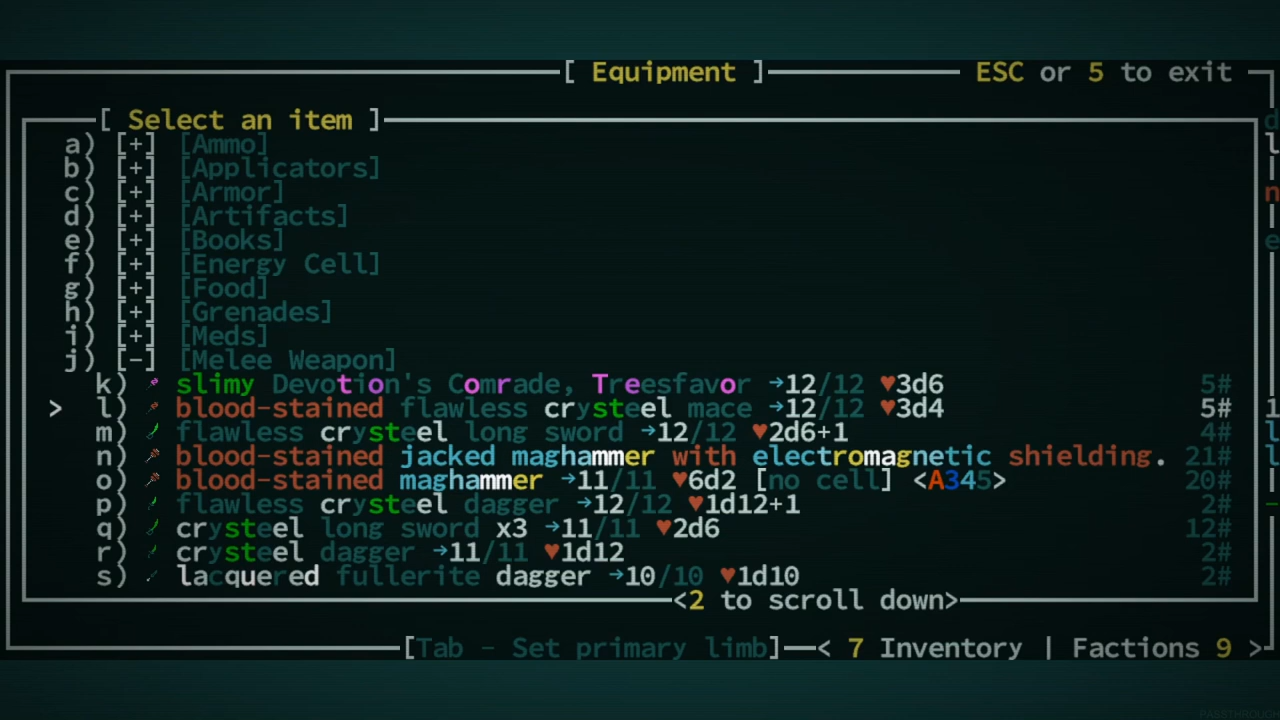 [ Equipment ] ESC or 5 to exit
[ Select an item ]
a) [+] [Ammo]
b) [+] [Applicators]
c) [+] [Armor]
d) [+] [Artifacts]
e) [+] [Books]
f) [+] [Energy Cell]
g) [+] [Food]
h) [+] [Grenades]
i) [+] [Meds]
j) [-] [Melee Weapon]
k) slimy Devotion's Comrade, Treesfavor →12/12 ♥3d6 5#
> l) blood-stained flawless crysteel mace →12/12 ♥3d4 5#
m) flawless crysteel long sword →12/12 ♥2d6+1 4#
n) blood-stained jacked maghammer with electromagnetic shielding. 21#
o) blood-stained maghammer →11/11 ♥6d2 [no cell] <A345> 20#
p) flawless crysteel dagger →12/12 ♥1d12+1 2#
q) crysteel long sword x3 →11/11 ♥2d6 12#
r) crysteel dagger →11/11 ♥1d12 2#
s) lacquered fullerite dagger →10/10 ♥1d10 2#
<2 to scroll down>
[Tab - Set primary limb] < 7 Inventory | Factions 9 >